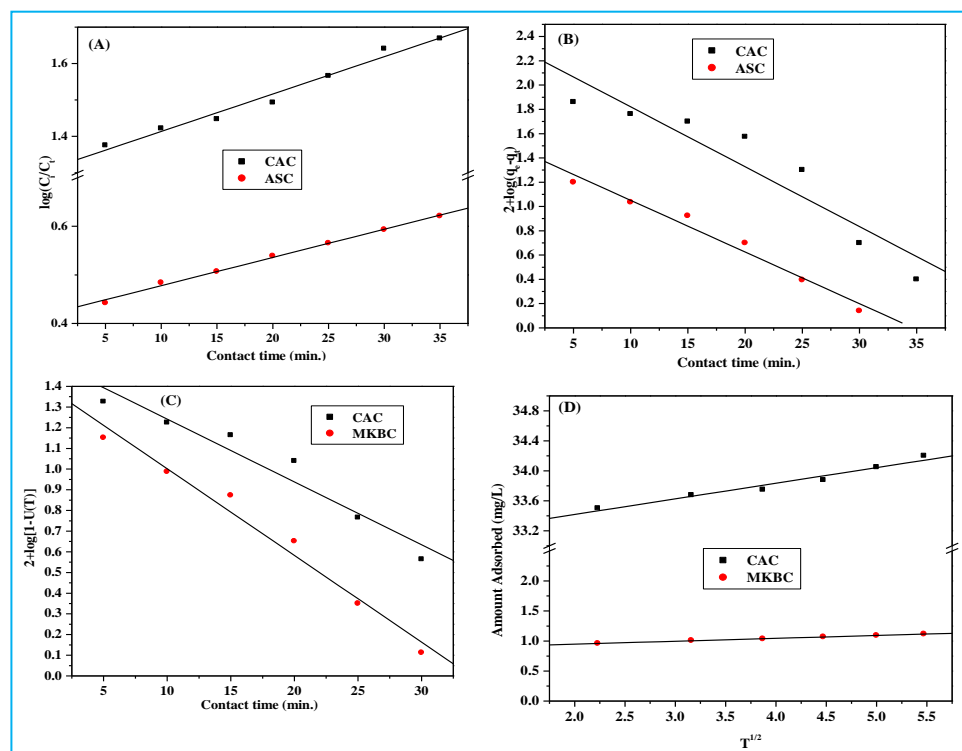 (A)
log(Ci/Ct)
1.6
1.4
0.6
0.4
CAC
ASC
5 10 15 20 25 30 35
Contact time (min.)
(B)
2+log(qe-qt)
2.4
2.2
2.0
1.8
1.6
1.4
1.2
1.0
0.8
0.6
0.4
0.2
0.0
CAC
ASC
5 10 15 20 25 30 35
Contact time (min.)
(C)
2+log[1-U(T)]
1.4
1.3
1.2
1.1
1.0
0.9
0.8
0.7
0.6
0.5
0.4
0.3
0.2
0.1
0.0
CAC
MKBC
5 10 15 20 25 30
Contact time (min.)
(D)
Amount Adsorbed (mg/L)
34.8
34.4
34.0
33.6
33.2
2.0
1.5
1.0
0.5
0.0
CAC
MKBC
2.0 2.5 3.0 3.5 4.0 4.5 5.0 5.5
T1/2